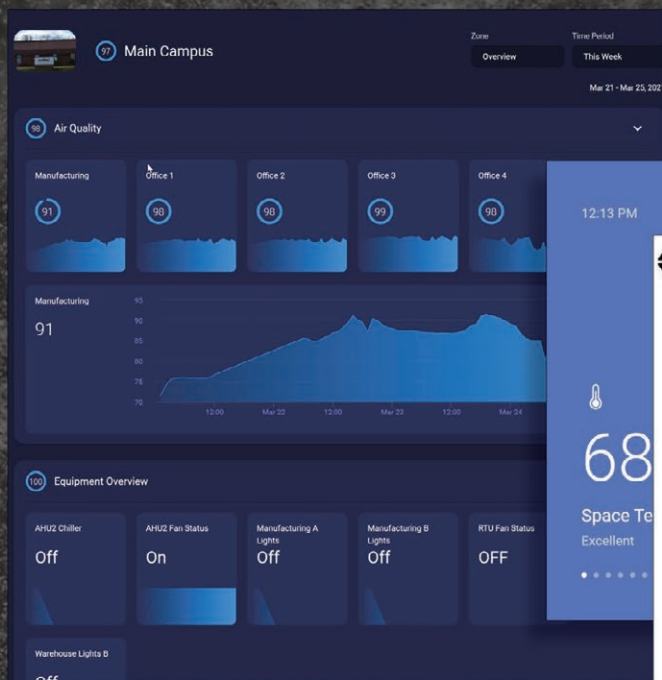 97 Main Campus
Zone
Overview
Time Period
This Week
Mar 21 - Mar 25, 202
98 Air Quality
Manufacturing
91
Office 1
98
Office 2
98
Office 3
99
Office 4
98
Manufacturing
91
95
90
85
80
75
70
12:00 Mar 22 12:00 Mar 23 12:00 Mar 24
100 Equipment Overview
AHU2 Chiller
Off
AHU2 Fan Status
On
Manufacturing A
Lights
Off
Manufacturing B
Lights
Off
RTU Fan Status
OFF
Warehouse Lights B
Off
12:13 PM
68
Space Te
Excellent